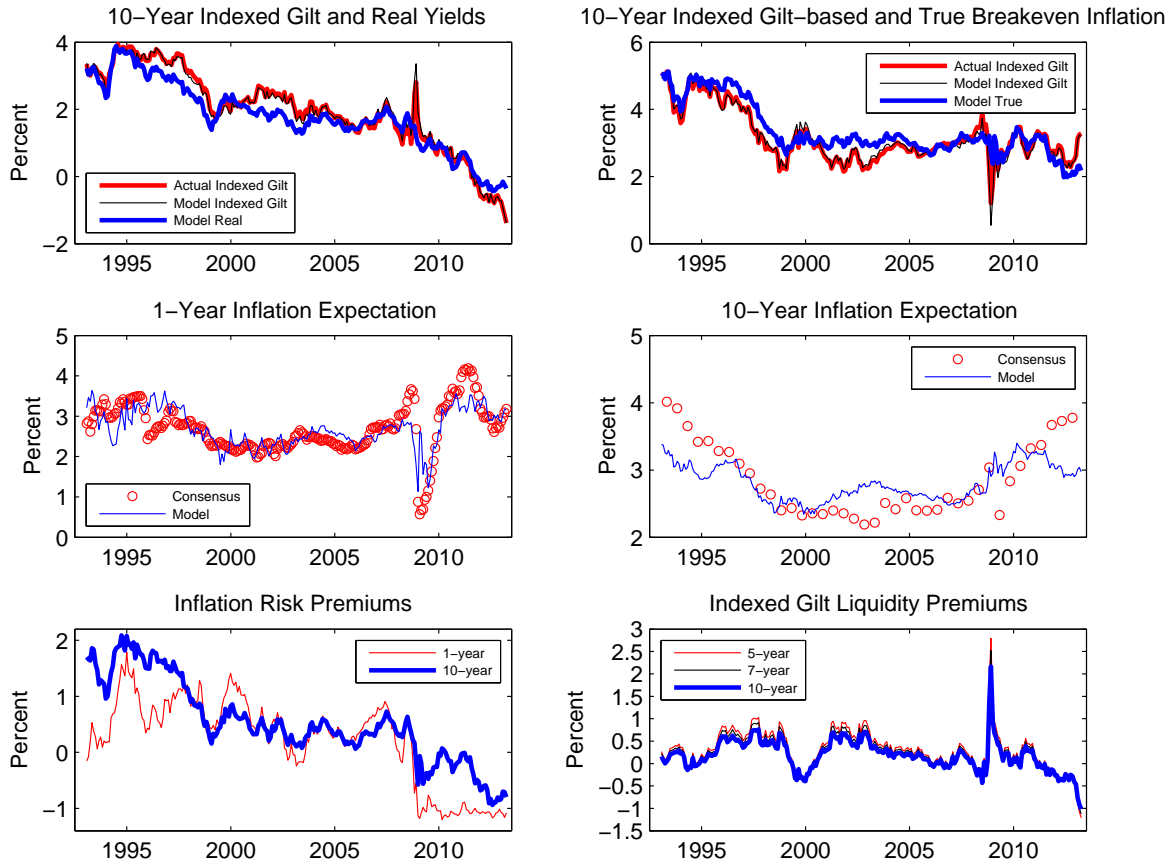 10−Year Indexed Gilt and Real Yields
4
2
0
−2
Percent
Actual Indexed Gilt
Model Indexed Gilt
Model Real
1995 2000 2005 2010
10−Year Indexed Gilt−based and True Breakeven Inflation
6
4
2
0
Percent
Actual Indexed Gilt
Model Indexed Gilt
Model True
1995 2000 2005 2010
1−Year Inflation Expectation
5
4
3
2
1
0
Percent
Consensus
Model
1995 2000 2005 2010
10−Year Inflation Expectation
5
4
3
2
Percent
Consensus
Model
1995 2000 2005 2010
Inflation Risk Premiums
2
1
0
−1
Percent
1−year
10−year
1995 2000 2005 2010
Indexed Gilt Liquidity Premiums
3
2.5
2
1.5
1
0.5
0
−0.5
−1
−1.5
Percent
5−year
7−year
10−year
1995 2000 2005 2010